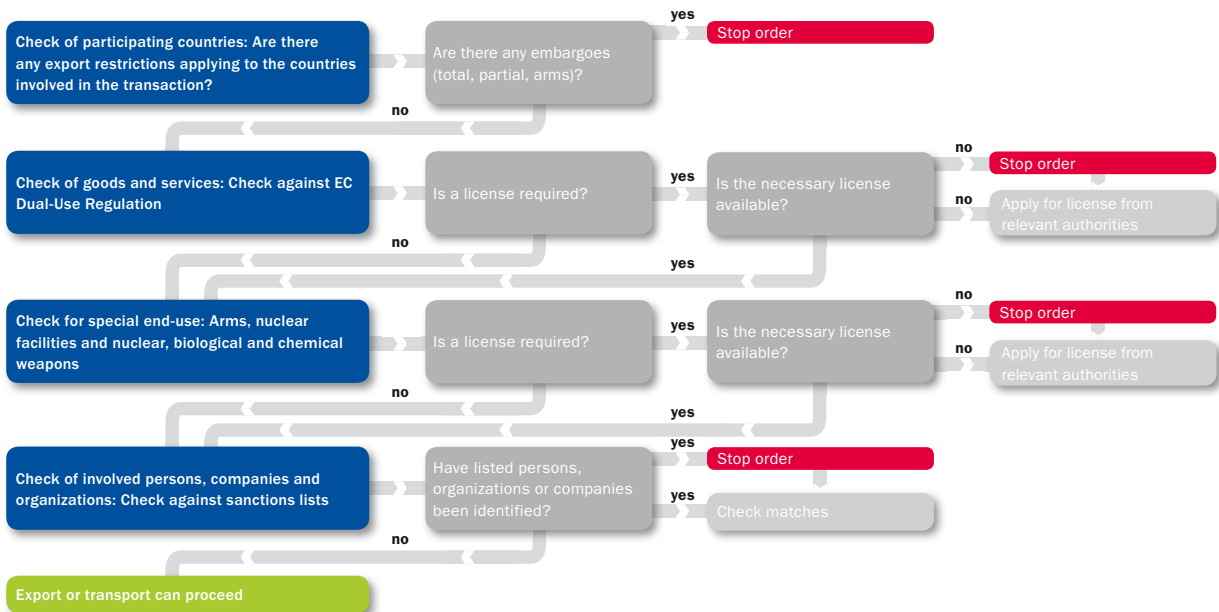 yes
Check of participating countries: Are there
any export restrictions applying to the countries
involved in the transaction?
Are there any embargoes
(total, partial, arms)?
Stop order
no
Check of goods and services: Check against EC
Dual-Use Regulation
Is a license required?
yes
Is the necessary license
available?
no
Stop order
no
Apply for license from
relevant authorities
no
yes
Check for special end-use: Arms, nuclear
facilities and nuclear, biological and chemical
weapons
Is a license required?
yes
Is the necessary license
available?
no
Stop order
no
Apply for license from
relevant authorities
no
yes
Check of involved persons, companies and
organizations: Check against sanctions lists
Have listed persons,
organizations or companies
been identified?
yes
Stop order
yes
Check matches
no
Export or transport can proceed